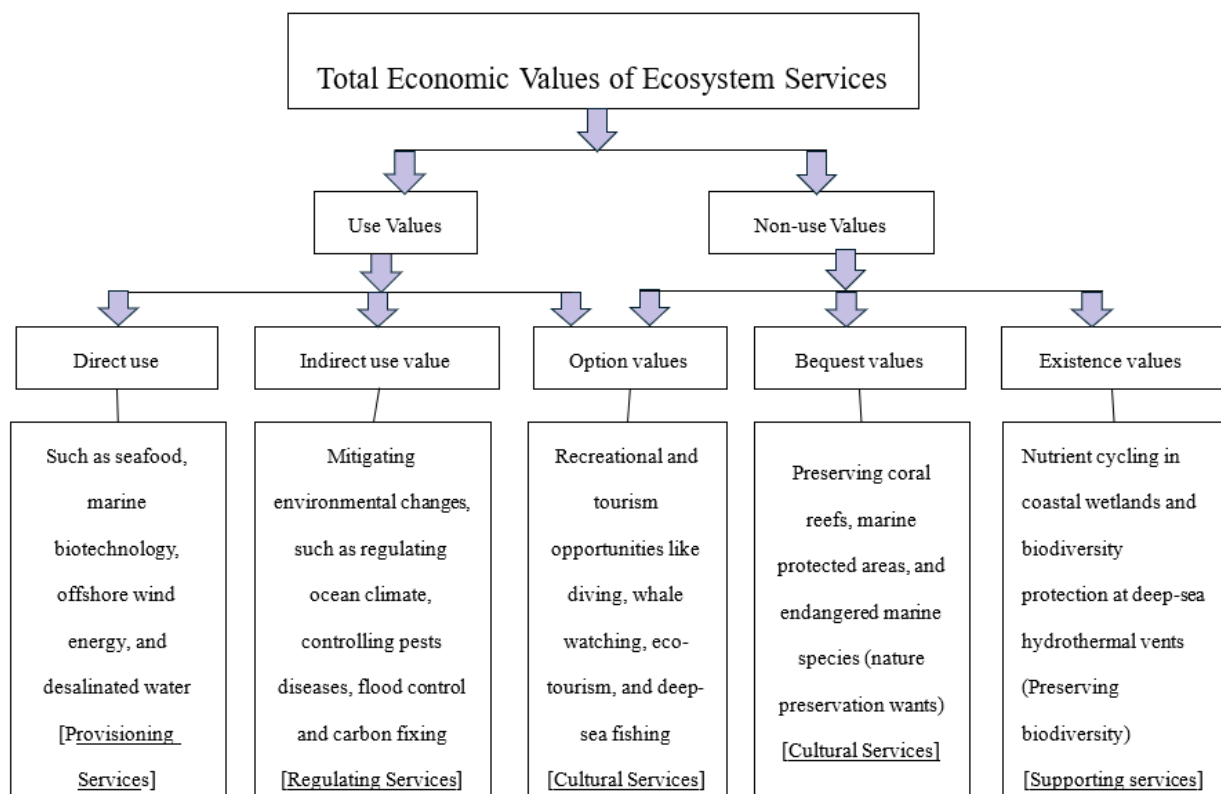 Total Economic Values of Ecosystem Services
Use Values
Non-use Values
Direct use
Indirect use value
Option values
Bequest values
Existence values
Such as seafood,
marine
biotechnology,
offshore wind
energy, and
desalinated water
[Provisioning
Services]
Mitigating
environmental changes,
such as regulating
ocean climate,
controlling pests
diseases, flood control
and carbon fixing
[Regulating Services]
Recreational and
tourism
opportunities like
diving, whale
watching, eco-
tourism, and deep-
sea fishing
[Cultural Services]
Preserving coral
reefs, marine
protected areas, and
endangered marine
species (nature
preservation wants)
[Cultural Services]
Nutrient cycling in
coastal wetlands and
biodiversity
protection at deep-sea
hydrothermal vents
(Preserving
biodiversity)
[Supporting services]